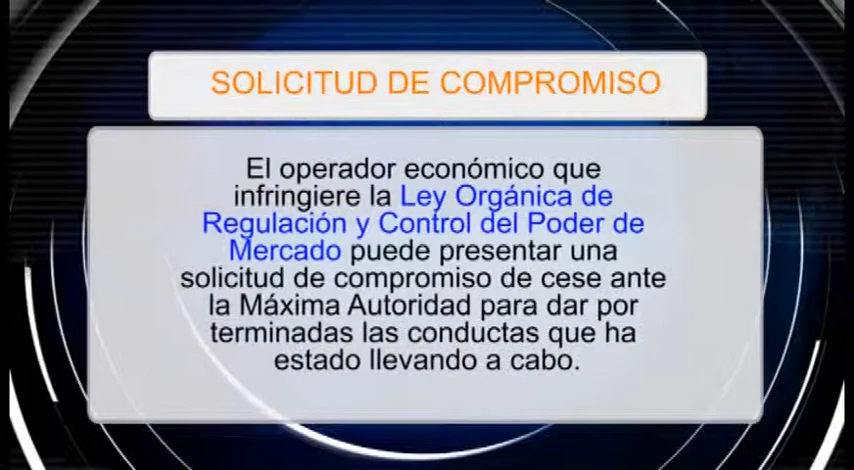 SOLICITUD DE COMPROMISO
El operador económico que
infringiere la Ley Orgánica de
Regulación y Control del Poder de
Mercado puede presentar una
solicitud de compromiso de cese ante
la Máxima Autoridad para dar por
terminadas las conductas que ha
estado llevando a cabo.